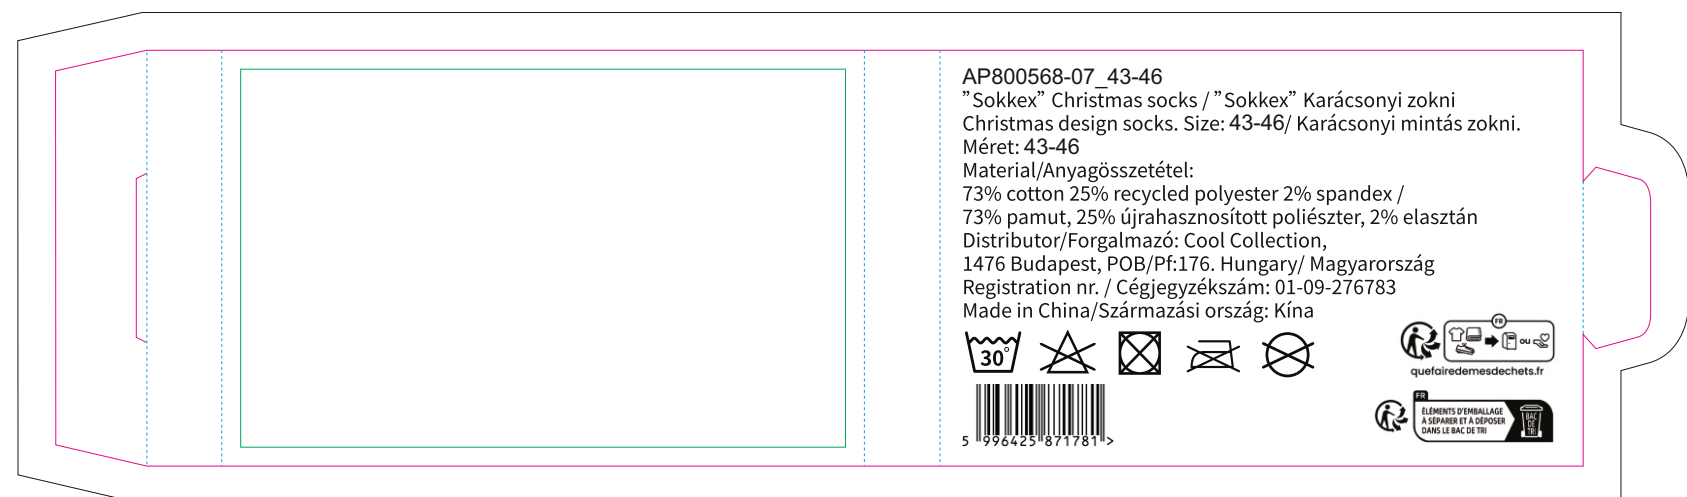 AP800568-07_43-46
”Sokkex” Christmas socks / ”Sokkex” Karácsonyi zokni
Christmas design socks. Size: 43-46/ Karácsonyi mintás zokni.
Méret: 43-46
Material/Anyagösszetétel:
73% cotton 25% recycled polyester 2% spandex /
73% pamut, 25% újrahasznosított poliészter, 2% elasztán
Distributor/Forgalmazó: Cool Collection,
1476 Budapest, POB/Pf:176. Hungary/ Magyarország
Registration nr. / Cégjegyzékszám: 01-09-276783
Made in China/Származási ország: Kína
30°
FR
ou
quefairedemesdechets.fr
5 996425 871781 >
FR
ÉLÉMENTS D'EMBALLAGE
À SÉPARER ET À DÉPOSER
DANS LE BAC DE TRI
BAC
DE
TRI